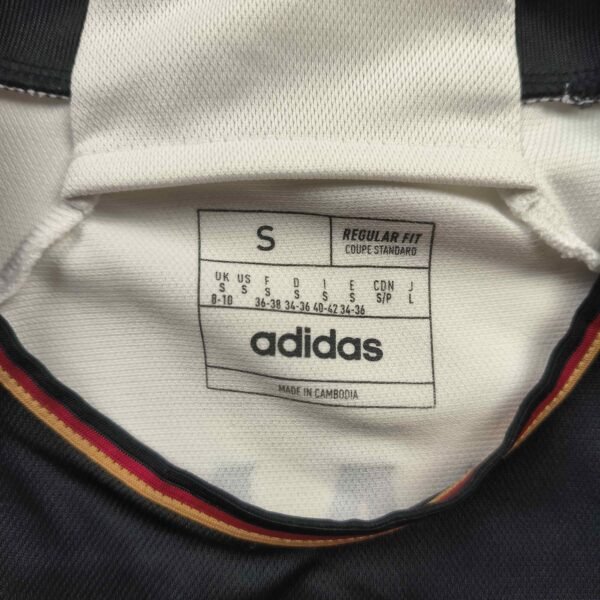 S
REGULAR FIT
COUPE STANDARD
UK US F D I E CDN J
S S S S S S S/P L
8-10 36-38 34-36 40-42 34-36
adidas
MADE IN CAMBODIA